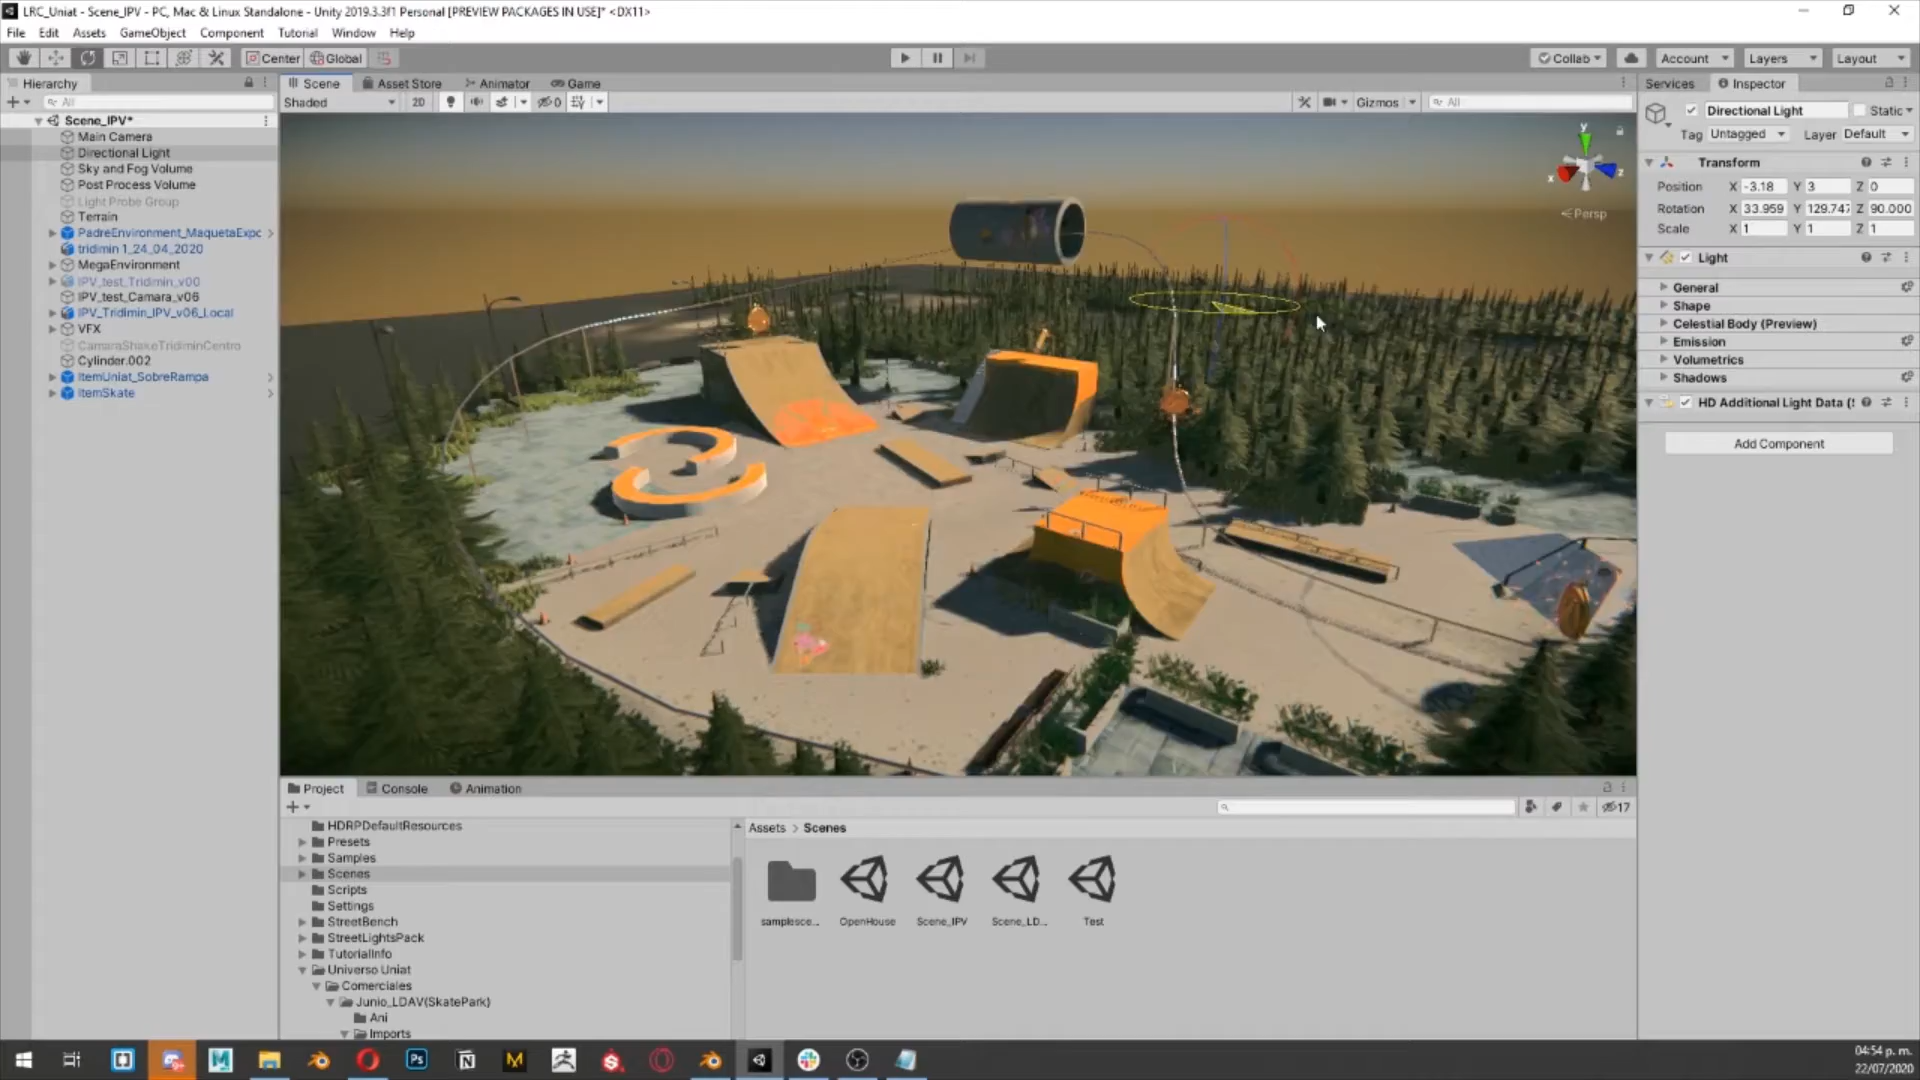 LRC_Uniat - Scene_IPV - PC, Mac & Linux Standalone - Unity 2019.3.3f1 Personal [PREVIEW PACKAGES IN USE]* <DX11>
File Edit Assets GameObject Component Tutorial Window Help
Center Global Collab Account Layers Layout
Hierarchy
All
Scene_IPV*
Main Camera
Directional Light
Sky and Fog Volume
Post Process Volume
Light Probe Group
Terrain
PadreEnvironment_MaquetaExpc
tridimin 1_24_04_2020
MegaEnvironment
IPV_test_Tridimin_v00
IPV_test_Camara_v06
IPV_Tridimin_IPV_v06_Local
VFX
CamaraShakeTridiminCentro
Cylinder.002
ItemUniat_SobreRampa
ItemSkate
Scene Asset Store Animator Game
Shaded 2D 0 Gizmos All
y
x z
Persp
Services Inspector
Directional Light Static
Tag Untagged Layer Default
Transform
Position X -3.18 Y 3 Z 0
Rotation X 33.959 Y 129.747 Z 90.000
Scale X 1 Y 1 Z 1
Light
General
Shape
Celestial Body (Preview)
Emission
Volumetrics
Shadows
HD Additional Light Data (
Add Component
Project Console Animation
17
HDRPDefaultResources
Presets
Samples
Scenes
Scripts
Settings
StreetBench
StreetLightsPack
TutorialInfo
Universo Uniat
Comerciales
Junio_LDAV(SkatePark)
Ani
Imports
Assets > Scenes
samplesce... OpenHouse Scene_IPV Scene_LD... Test
Ps
04:54 p. m.
22/07/2020